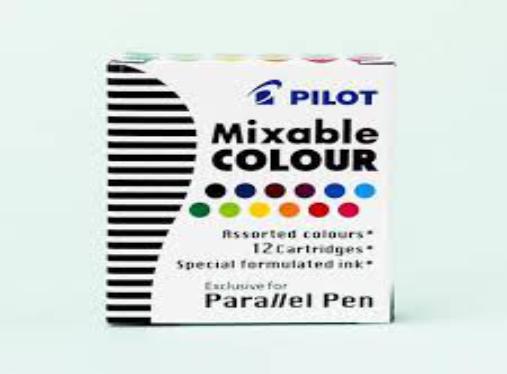 PILOT
Mixable
COLOUR
Assorted colours*
12 Cartridges*
Special formulated ink*
Exclusive for
Parallel Pen